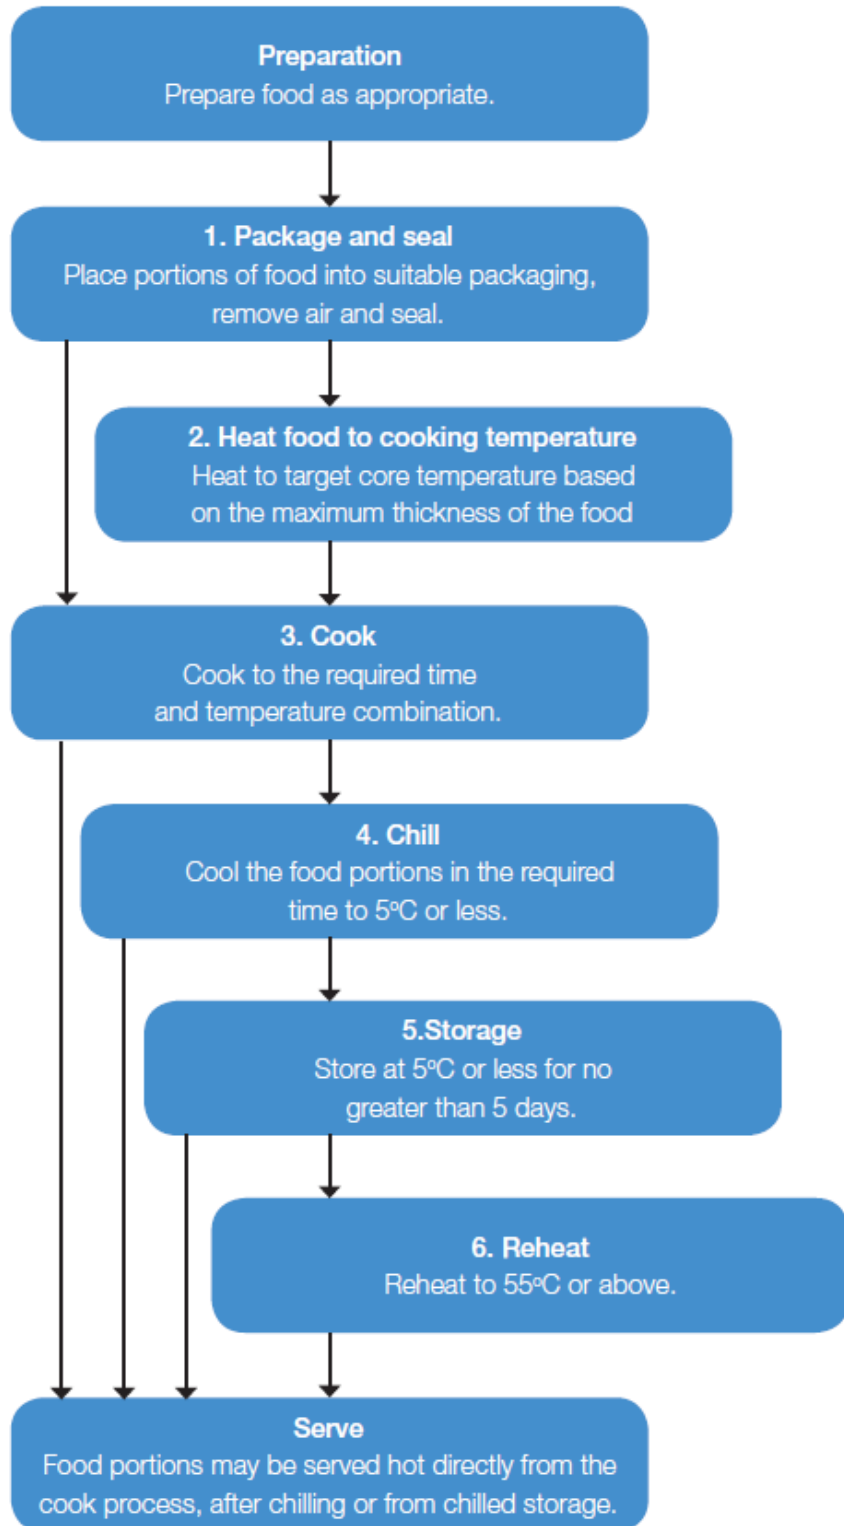 Preparation
Prepare food as appropriate.
1. Package and seal
Place portions of food into suitable packaging,
remove air and seal.
2. Heat food to cooking temperature
Heat to target core temperature based
on the maximum thickness of the food
3. Cook
Cook to the required time
and temperature combination.
4. Chill
Cool the food portions in the required
time to 5ºC or less.
5.Storage
Store at 5ºC or less for no
greater than 5 days.
6. Reheat
Reheat to 55ºC or above.
Serve
Food portions may be served hot directly from the
cook process, after chilling or from chilled storage.